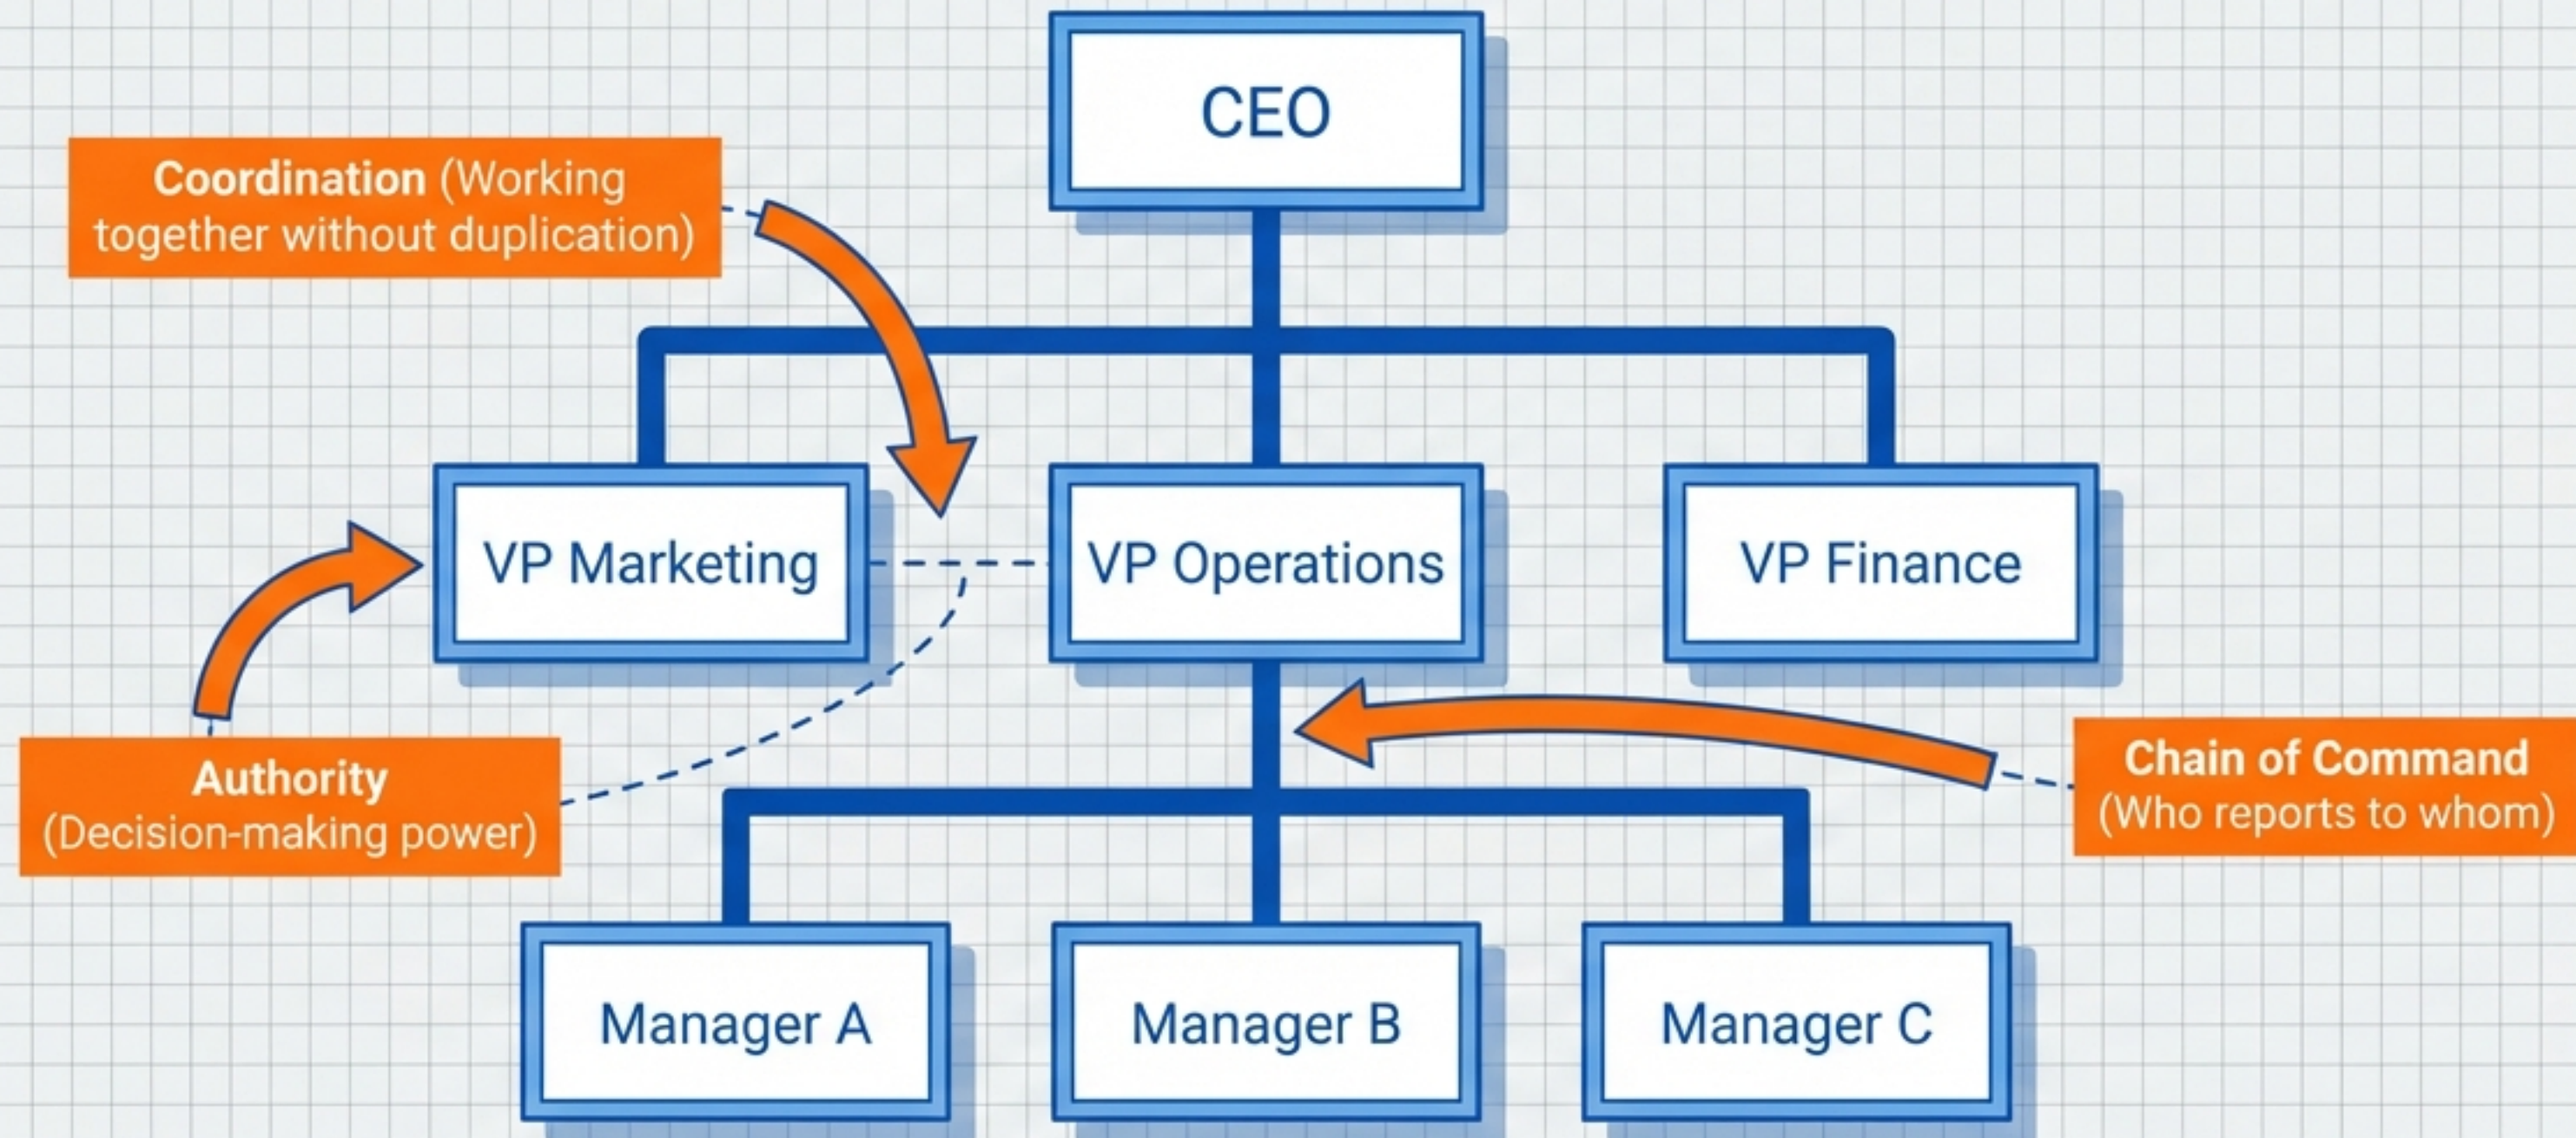 CEO
Coordination (Working
together without duplication)
VP Marketing
VP Operations
VP Finance
Authority
(Decision-making power)
Chain of Command
(Who reports to whom)
Manager A
Manager B
Manager C